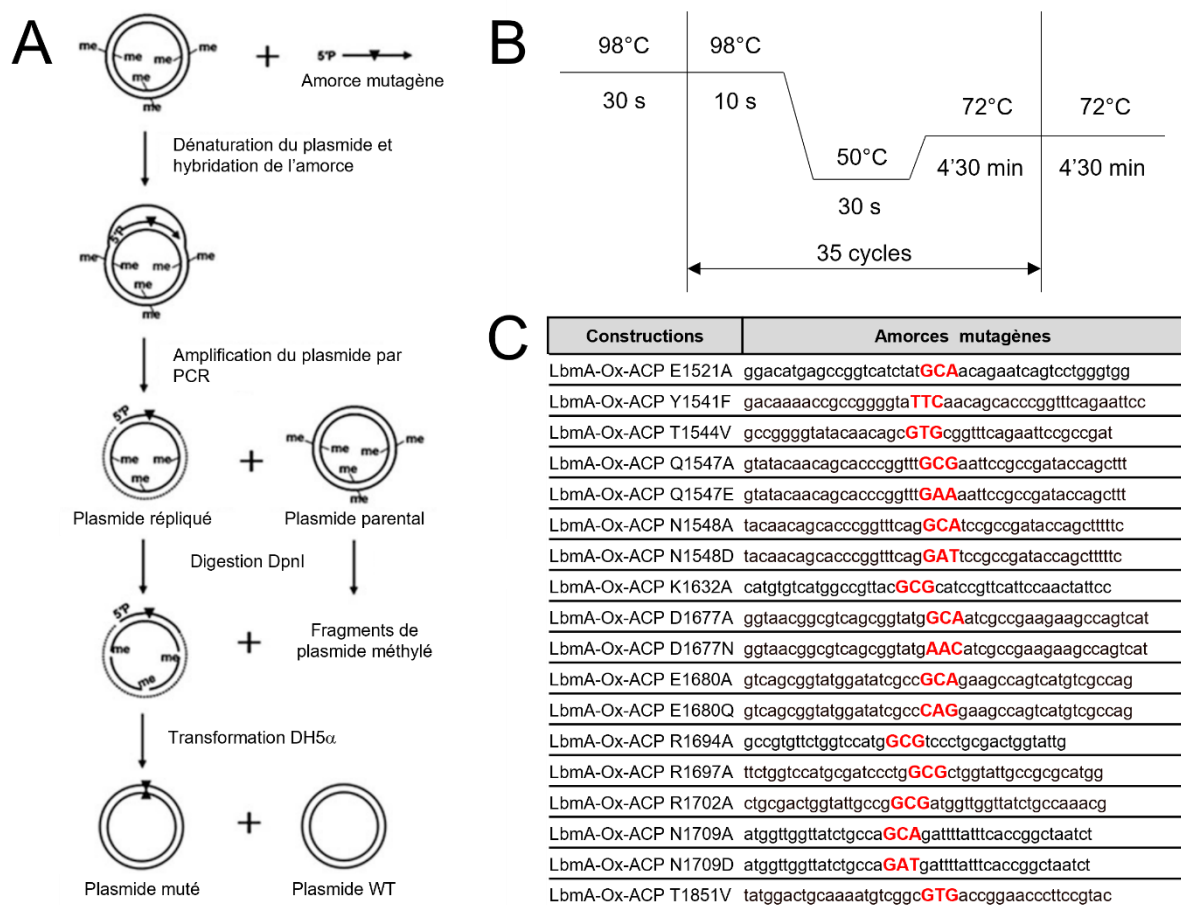 A
me
me
me
me
me
+
5'P
Amorce mutagène
Dénaturation du plasmide et
hybridation de l'amorce
5'P
me
me
me
me
me
me
Amplification du plasmide par
PCR
5'P
me
me
me
+
me
me
me
me
me
me
Plasmide répliqué
Plasmide parental
Digestion DpnI
5'P
me
me
me
+
Fragments de
plasmide méthylé
Transformation DH5α
+
Plasmide muté
Plasmide WT
B
98°C
98°C
30 s
10 s
50°C
30 s
72°C
72°C
4'30 min
4'30 min
35 cycles
C
Constructions Amorces mutagènes
LbmA-Ox-ACP E1521A ggacatgagccggtcatctatGCAacagaatcagtcctgggtgg
LbmA-Ox-ACP Y1541F gacaaaaccgccggggtaTTCaacagcacccggtttcagaattcc
LbmA-Ox-ACP T1544V gccggggtatacaacagcGTGcggtttcagaattccgccgat
LbmA-Ox-ACP Q1547A gtatacaacagcacccggtttGCGaattccgccgataccagcttt
LbmA-Ox-ACP Q1547E gtatacaacagcacccggtttGAAaattccgccgataccagcttt
LbmA-Ox-ACP N1548A tacaacagcacccggtttcagGCAtccgccgataccagctttttc
LbmA-Ox-ACP N1548D tacaacagcacccggtttcagGATtccgccgataccagctttttc
LbmA-Ox-ACP K1632A catgtgtcatggccgttacGCGcatccgttcattccaactattcc
LbmA-Ox-ACP D1677A ggtaacggcgtcagcggtatgGCAatcgccgaagaagccagtcat
LbmA-Ox-ACP D1677N ggtaacggcgtcagcggtatgAACatcgccgaagaagccagtcat
LbmA-Ox-ACP E1680A gtcagcggtatggatatcgccGCAgaagccagtcatgtcgccag
LbmA-Ox-ACP E1680Q gtcagcggtatggatatcgccCAGgaagccagtcatgtcgccag
LbmA-Ox-ACP R1694A gccgtgttctggtccatgGCGtccctgcgactggtattg
LbmA-Ox-ACP R1697A ttctggtccatgcgatccctgGCGctggtattgccgcgcatgg
LbmA-Ox-ACP R1702A ctgcgactggtattgccgGCGatggttggttatctgccaaacg
LbmA-Ox-ACP N1709A atggttggttatctgccaGCAgattttatttcaccggctaatct
LbmA-Ox-ACP N1709D atggttggttatctgccaGATgattttatttcaccggctaatct
LbmA-Ox-ACP T1851V tatggactgcaaaatgtcggcGTGaccggaacccttccgtac